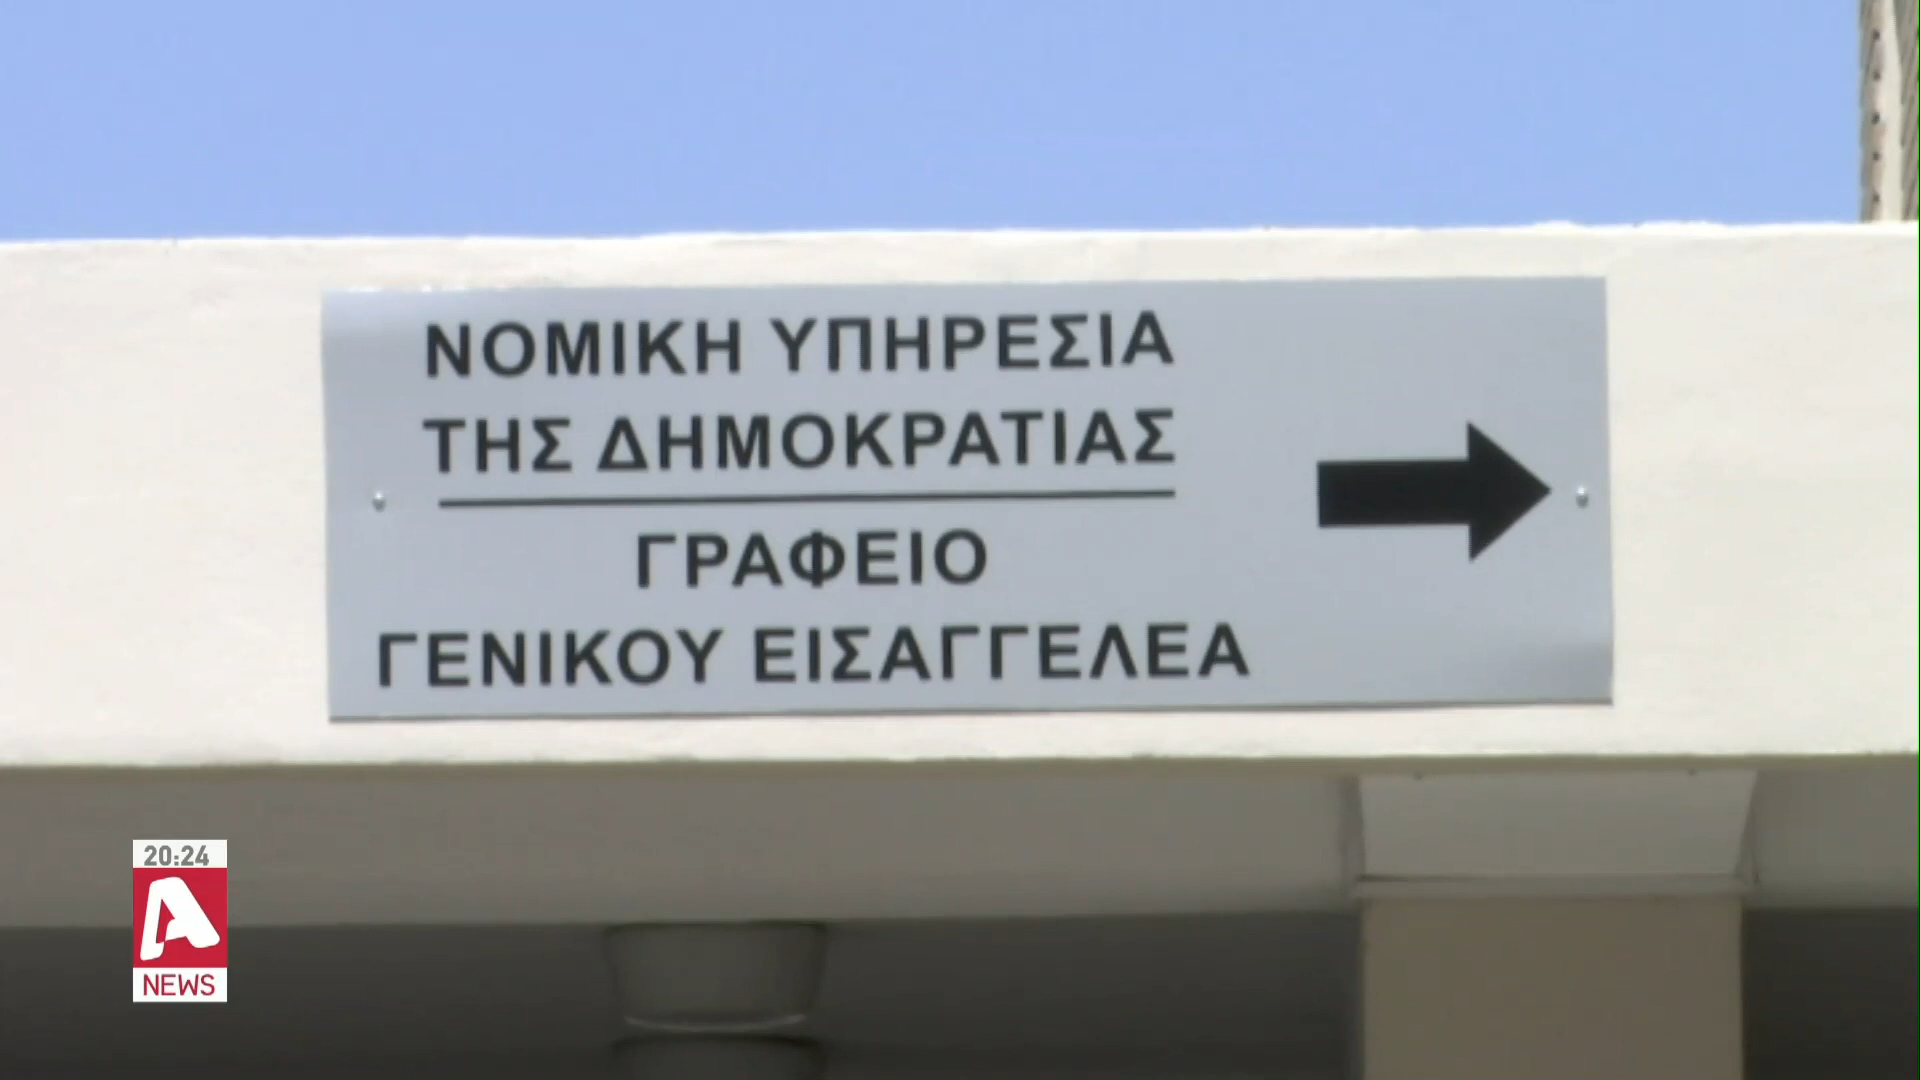 ΝΟΜΙΚΗ ΥΠΗΡΕΣΙΑ
ΤΗΣ ΔΗΜΟΚΡΑΤΙΑΣ
ΓΡΑΦΕΙΟ
ΓΕΝΙΚΟΥ ΕΙΣΑΓΓΕΛΕΑ
20:24
NEWS